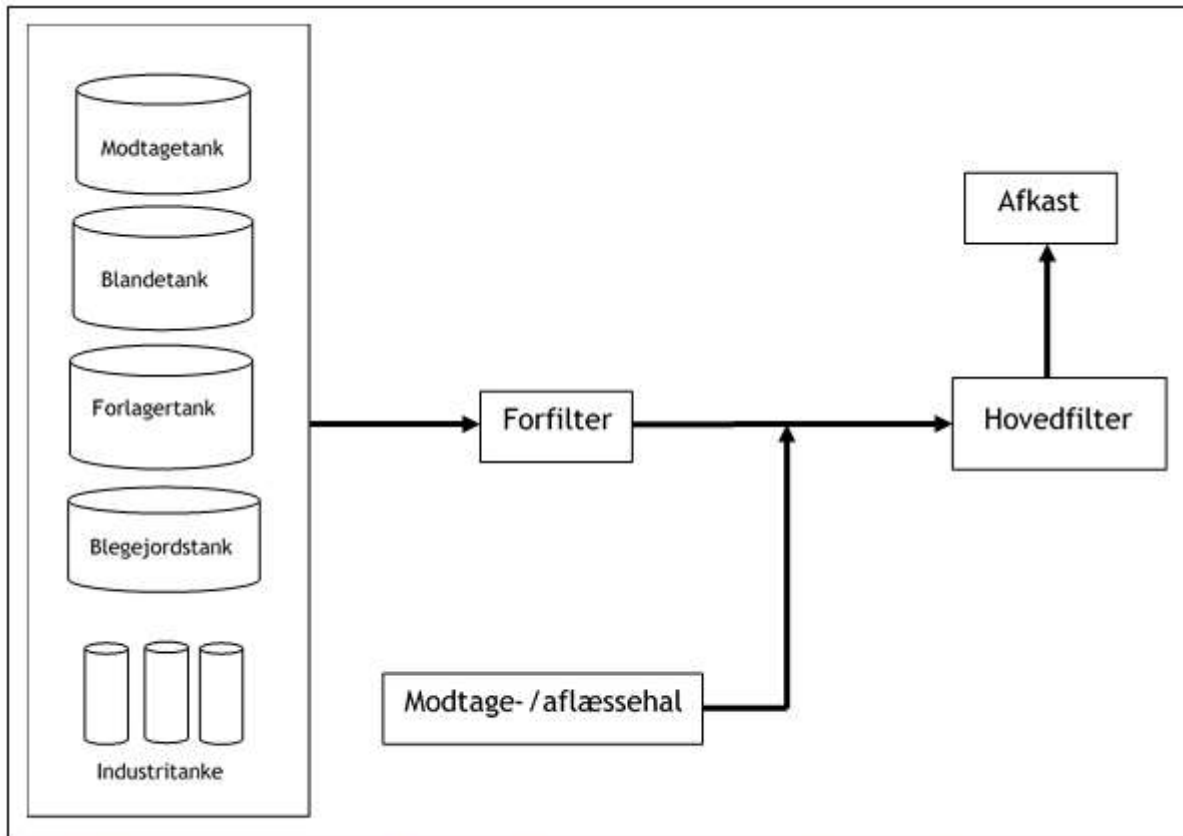 Modtagetank
Blandetank
Forlagertank
Blegejordstank
Industritanke
Forfilter
Modtage- /aflæssehal
Afkast
Hovedfilter